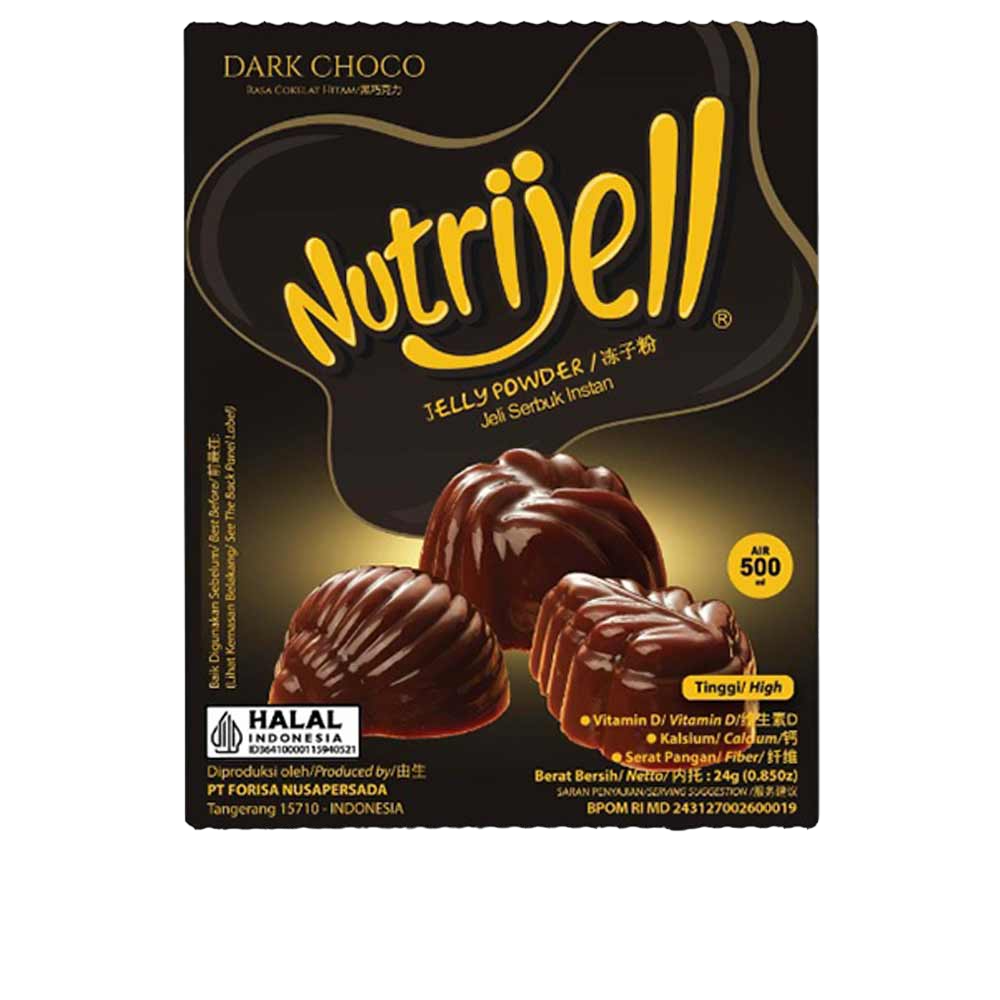 DARK CHOCO
RASA COKELAT HITAM/黑巧克力
Nutrijell®
JELLY POWDER / 冻子粉
Jeli Serbuk Instan
Baik Digunakan Sebelum/ Best Before/ 前最在:
(Lihat Kemasan Belakang/ See The Back Panel Label)
AIR
500
ml
Tinggi/ High
Vitamin D/ Vitamin D/维生素D
Kalsium/ Calcium/钙
Serat Pangan/ Fiber/ 纤维
Berat Bersih/ Netto/ 内托 : 24g (0.850z)
SARAN PENYAJIAN/SERVING SUGGESTION /服务建议
BPOM RI MD 243127002600019
HALAL
INDONESIA
ID36410000115940521
Diproduksi oleh/Produced by/由生
PT FORISA NUSAPERSADA
Tangerang 15710 - INDONESIA